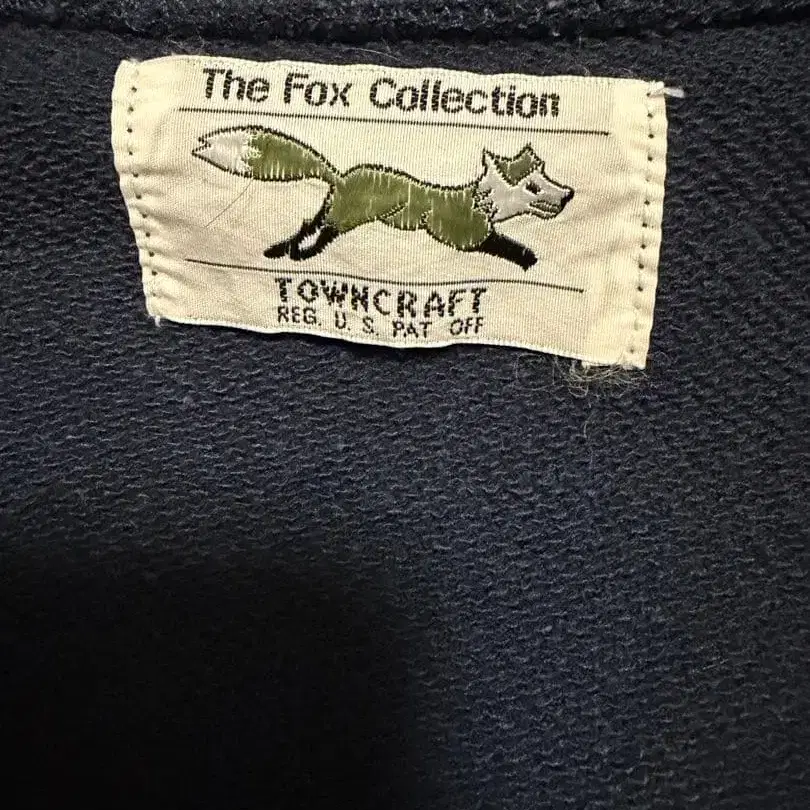 The Fox Collection
TOWNCRAFT
REG. U. S. PAT OFF